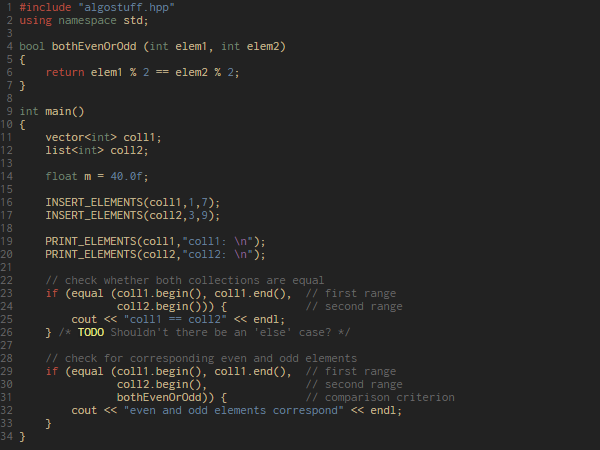 1 #include "algostuff.hpp"
2 using namespace std;
3
4 bool bothEvenOrOdd (int elem1, int elem2)
5 {
6     return elem1 % 2 == elem2 % 2;
7 }
8
9 int main()
10 {
11     vector<int> coll1;
12     list<int> coll2;
13
14     float m = 40.0f;
15
16     INSERT_ELEMENTS(coll1,1,7);
17     INSERT_ELEMENTS(coll2,3,9);
18
19     PRINT_ELEMENTS(coll1,"coll1: \n");
20     PRINT_ELEMENTS(coll2,"coll2: \n");
21
22     // check whether both collections are equal
23     if (equal (coll1.begin(), coll1.end(),  // first range
24                coll2.begin())) {            // second range
25         cout << "coll1 == coll2" << endl;
26     } /* TODO Shouldn't there be an 'else' case? */
27
28     // check for corresponding even and odd elements
29     if (equal (coll1.begin(), coll1.end(),  // first range
30                coll2.begin(),               // second range
31                bothEvenOrOdd)) {            // comparison criterion
32         cout << "even and odd elements correspond" << endl;
33     }
34 }